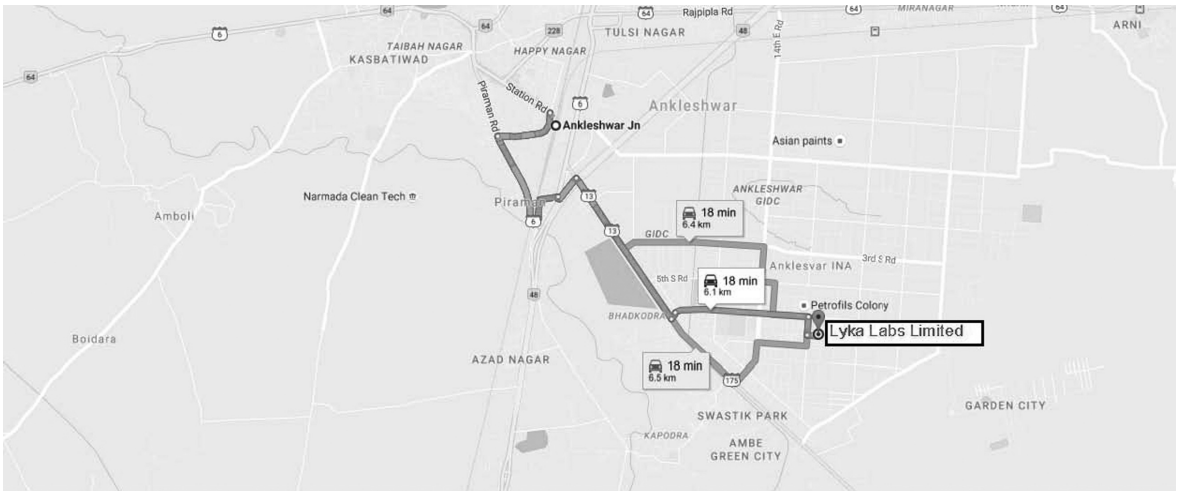 64
Rajpipla Rd
64
64
MIRANAGAR
64
6
64
228
TULSI NAGAR
48
14th E Rd
ARNI
TAIBAH NAGAR
HAPPY NAGAR
KASBATIWAD
64
Station Rd
Piraman Rd
6
Ankleshwar
Ankleshwar Jn
Asian paints
Narmada Clean Tech
13
ANKLESHWAR
GIDC
Amboli
Piraman
6
18 min
6.4 km
13
GIDC
3rd S Rd
Anklesvar INA
5th S Rd
18 min
6.1 km
48
Petrofils Colony
BHADKODRA
Lyka Labs Limited
Boidara
AZAD NAGAR
18 min
6.5 km
175
GARDEN CITY
SWASTIK PARK
KAPODRA
AMBE
GREEN CITY